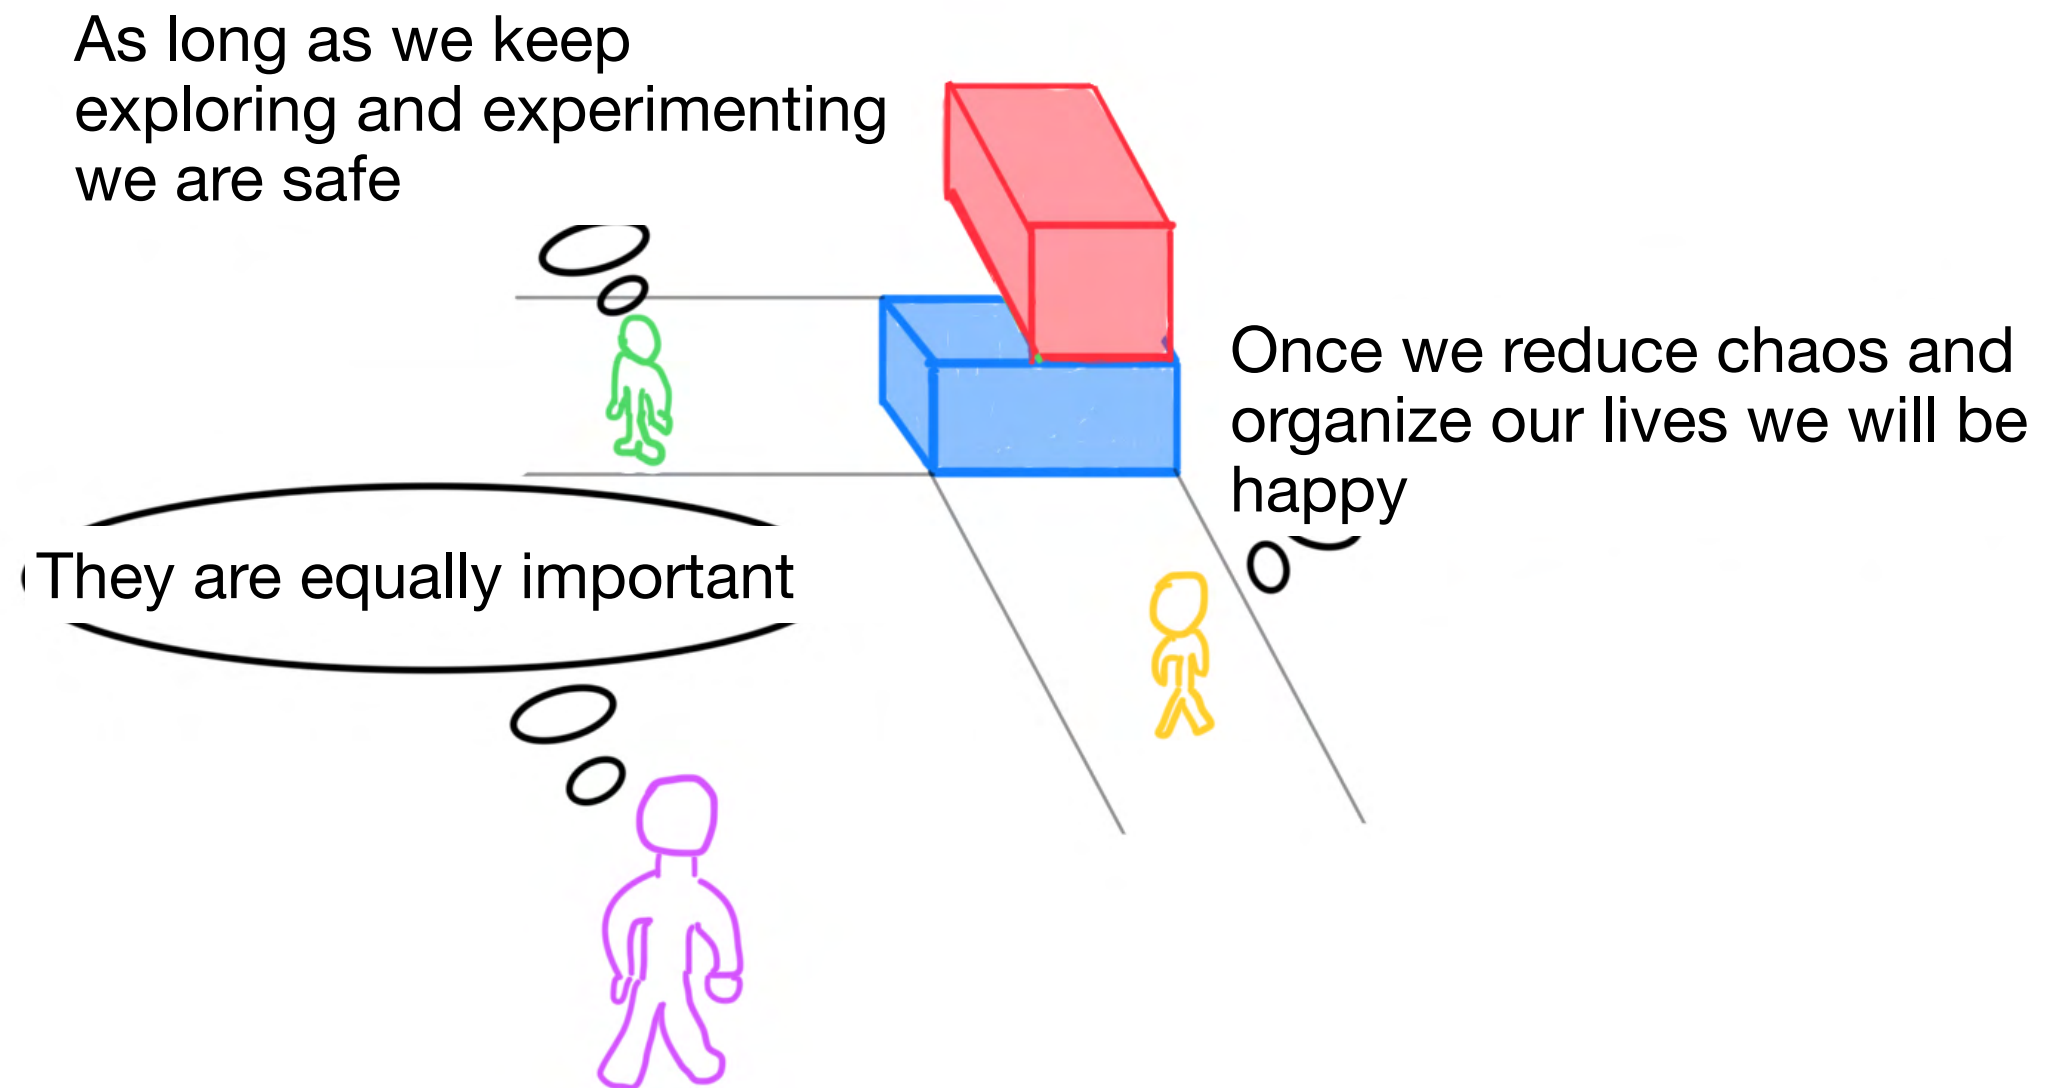 As long as we keep
exploring and experimenting
we are safe
Once we reduce chaos and
organize our lives we will be
happy
They are equally important